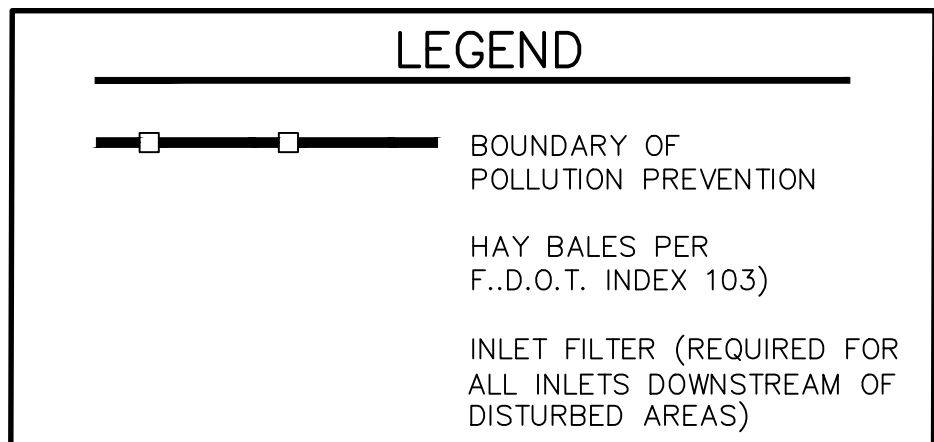 LEGEND
BOUNDARY OF
POLLUTION PREVENTION
HAY BALES PER
F..D.O.T. INDEX 103)
INLET FILTER (REQUIRED FOR
ALL INLETS DOWNSTREAM OF
DISTURBED AREAS)